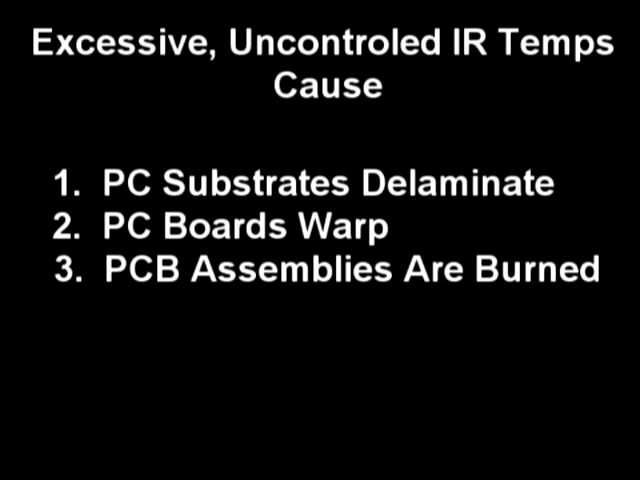 Excessive, Uncontroled IR Temps
Cause
1. PC Substrates Delaminate
2. PC Boards Warp
3. PCB Assemblies Are Burned